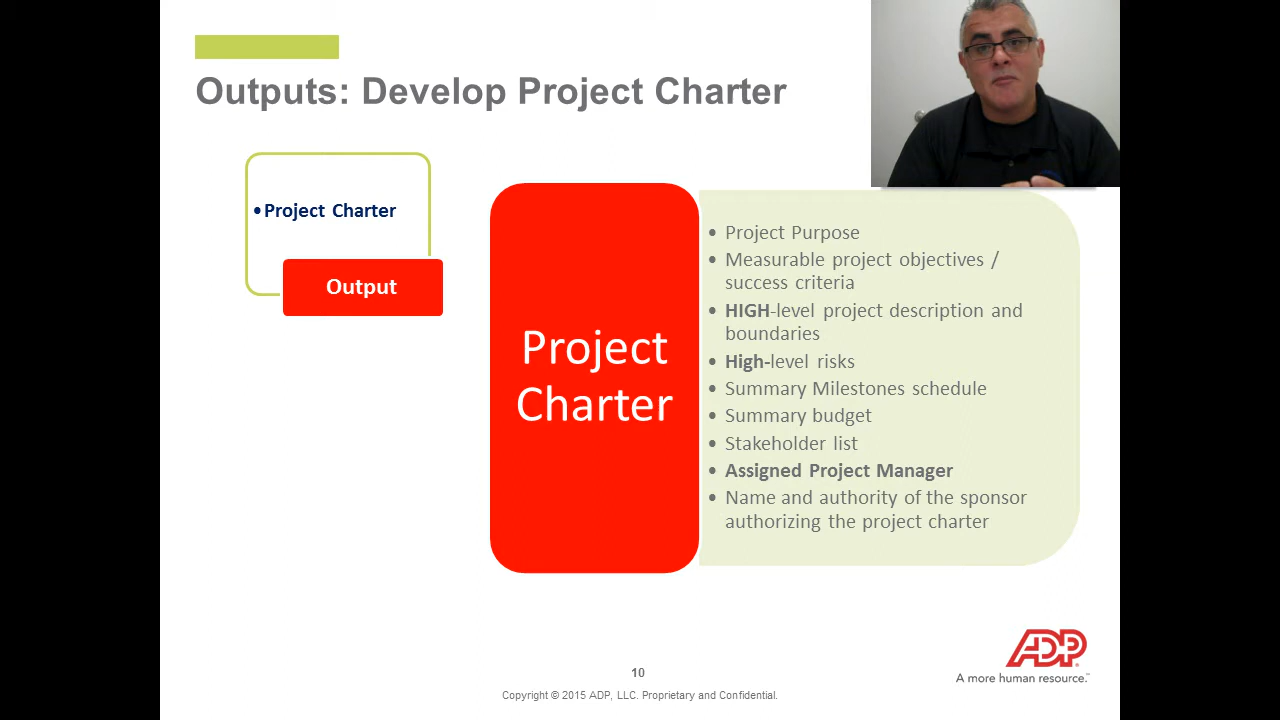 Outputs: Develop Project Charter
•Project Charter
Output
Project
Charter
• Project Purpose
• Measurable project objectives /
success criteria
• HIGH-level project description and
boundaries
• High-level risks
• Summary Milestones schedule
• Summary budget
• Stakeholder list
• Assigned Project Manager
• Name and authority of the sponsor
authorizing the project charter
ADP
A more human resource.™
10
Copyright © 2015 ADP, LLC. Proprietary and Confidential.